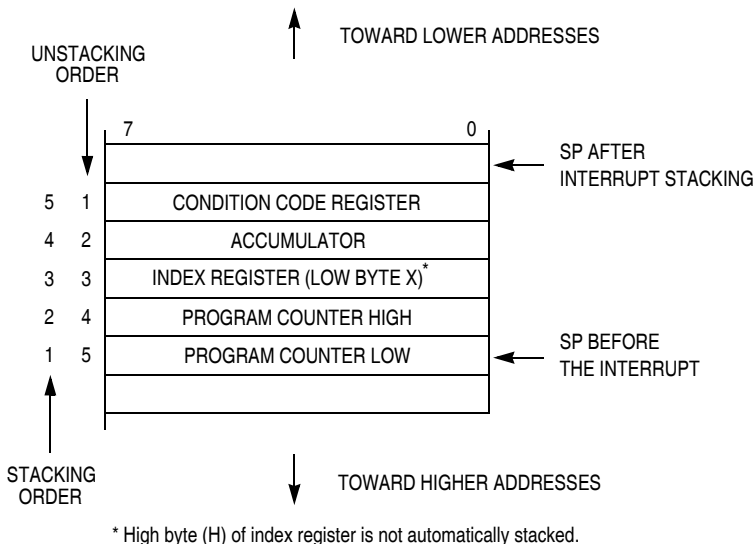 TOWARD LOWER ADDRESSES
UNSTACKING
ORDER
7 0
SP AFTER
INTERRUPT STACKING
5 1 CONDITION CODE REGISTER
4 2 ACCUMULATOR
3 3 INDEX REGISTER (LOW BYTE X)*
2 4 PROGRAM COUNTER HIGH
1 5 PROGRAM COUNTER LOW
SP BEFORE
THE INTERRUPT
STACKING
ORDER
TOWARD HIGHER ADDRESSES
* High byte (H) of index register is not automatically stacked.